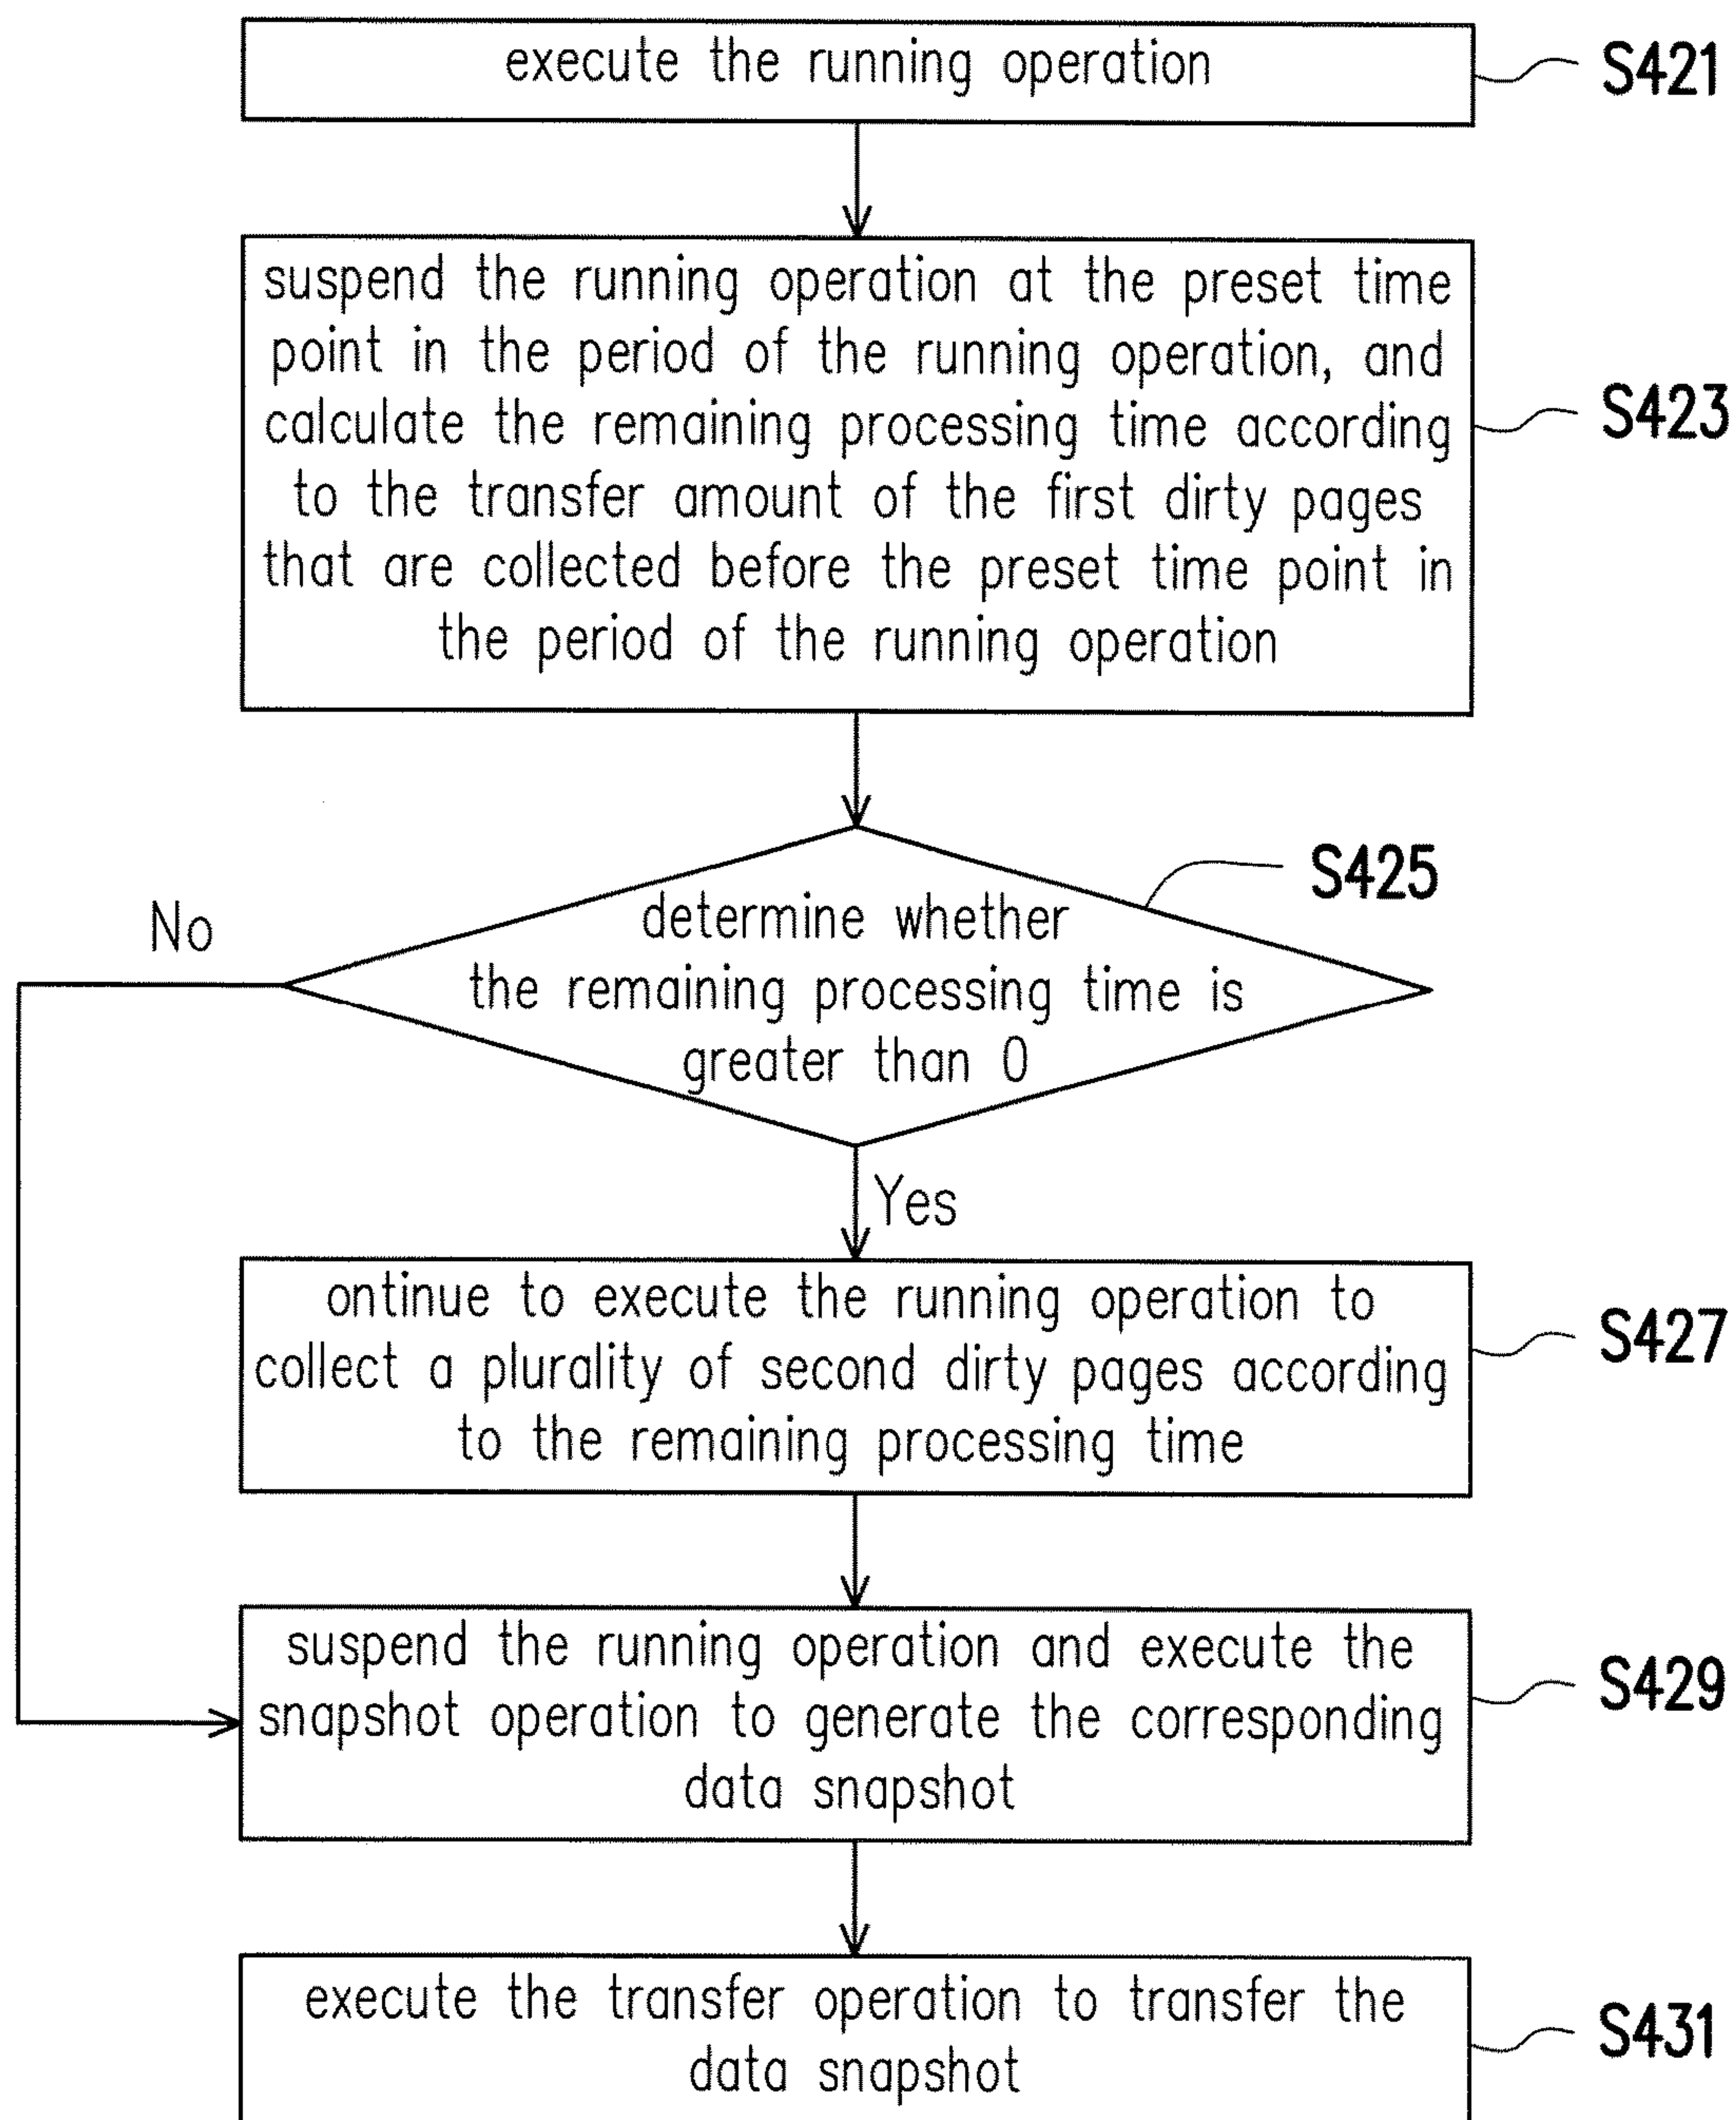 execute the running operation
S421
suspend the running operation at the preset time
point in the period of the running operation, and
calculate the remaining processing time according
to the transfer amount of the first dirty pages
that are collected before the preset time point in
the period of the running operation
S423
S425
No
determine whether
the remaining processing time is
greater than 0
Yes
ontinue to execute the running operation to
collect a plurality of second dirty pages according
to the remaining processing time
S427
suspend the running operation and execute the
snapshot operation to generate the corresponding
data snapshot
S429
execute the transfer operation to transfer the
data snapshot
S431